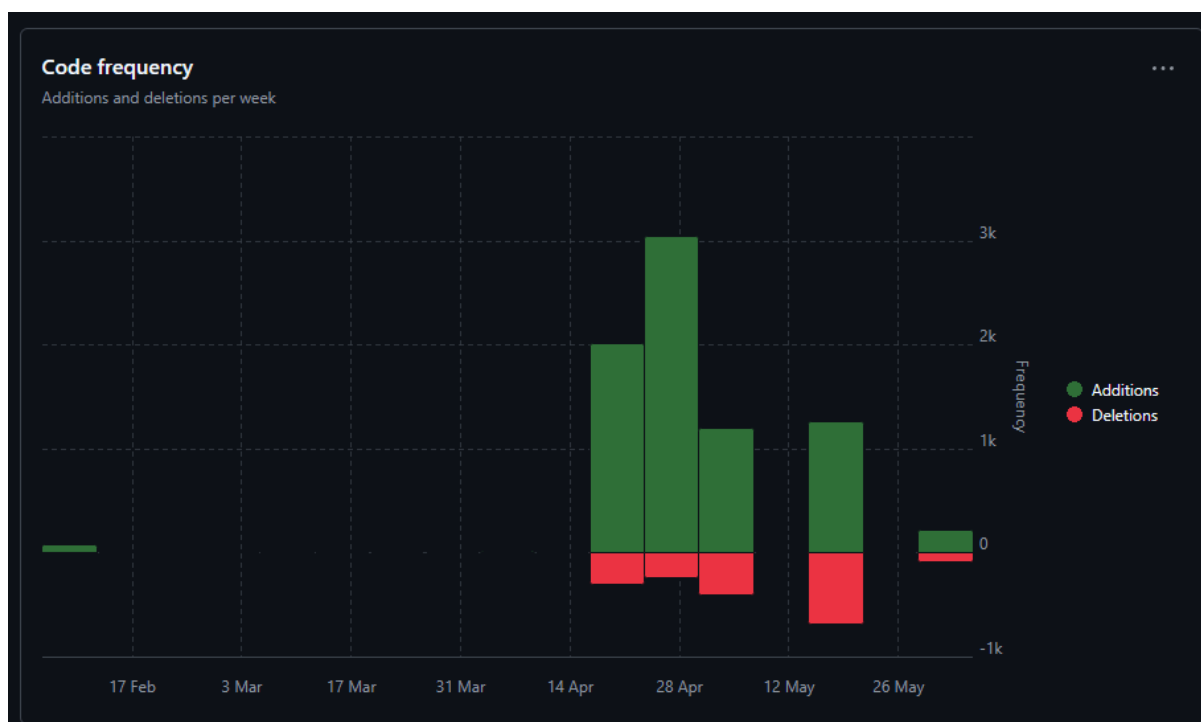 Code frequency
Additions and deletions per week
3k
2k
1k
0
-1k
Frequency
Additions
Deletions
17 Feb
3 Mar
17 Mar
31 Mar
14 Apr
28 Apr
12 May
26 May